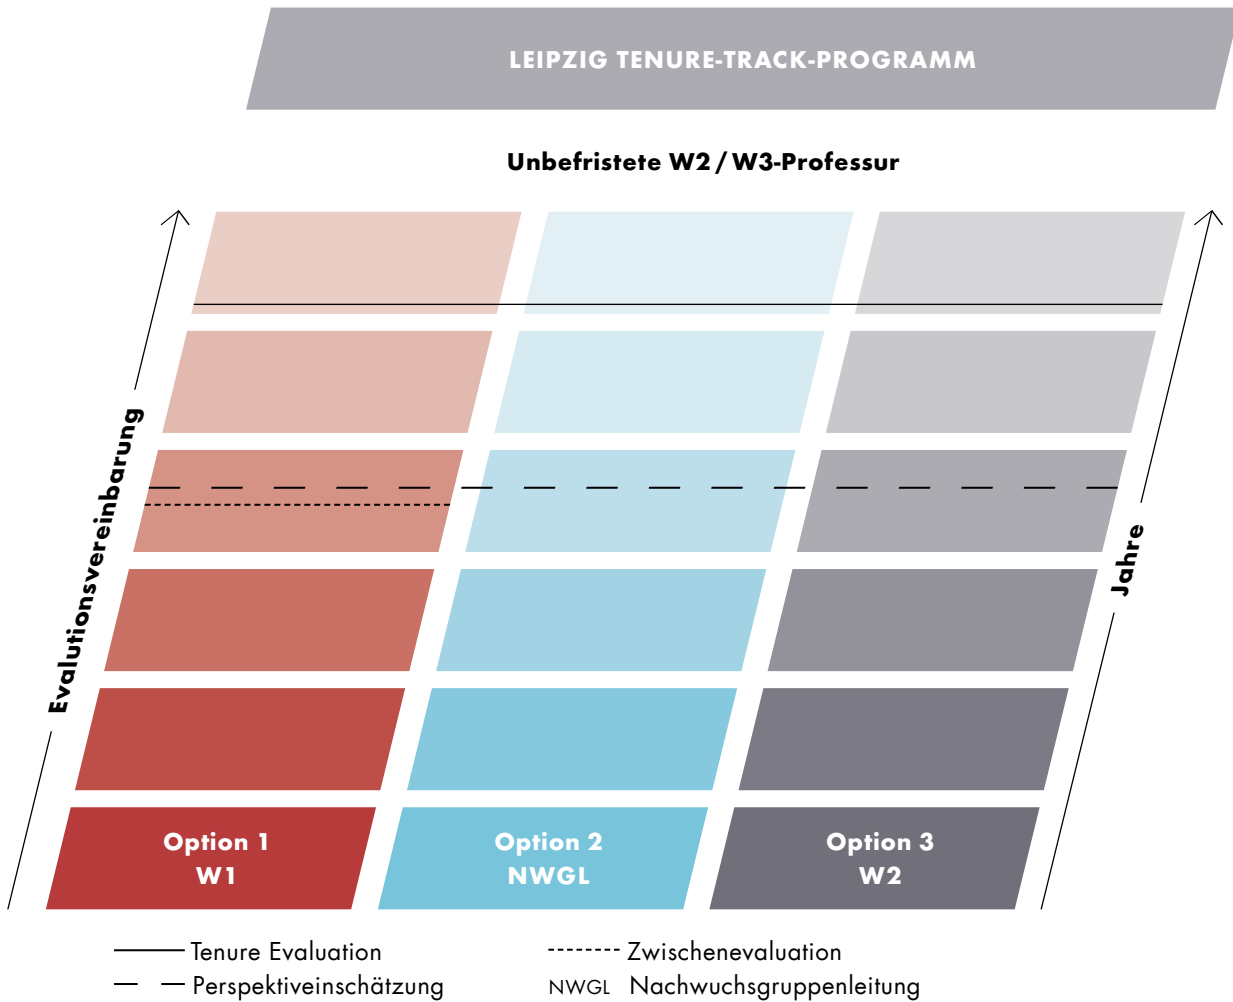 LEIPZIG TENURE-TRACK-PROGRAMM
Unbefristete W2 / W3-Professur
Evalutionsvereinbarung
Jahre
Option 1
W1
Option 2
NWGL
Option 3
W2
Tenure Evaluation
Zwischenevaluation
Perspektiveinschätzung
NWGL Nachwuchsgruppenleitung